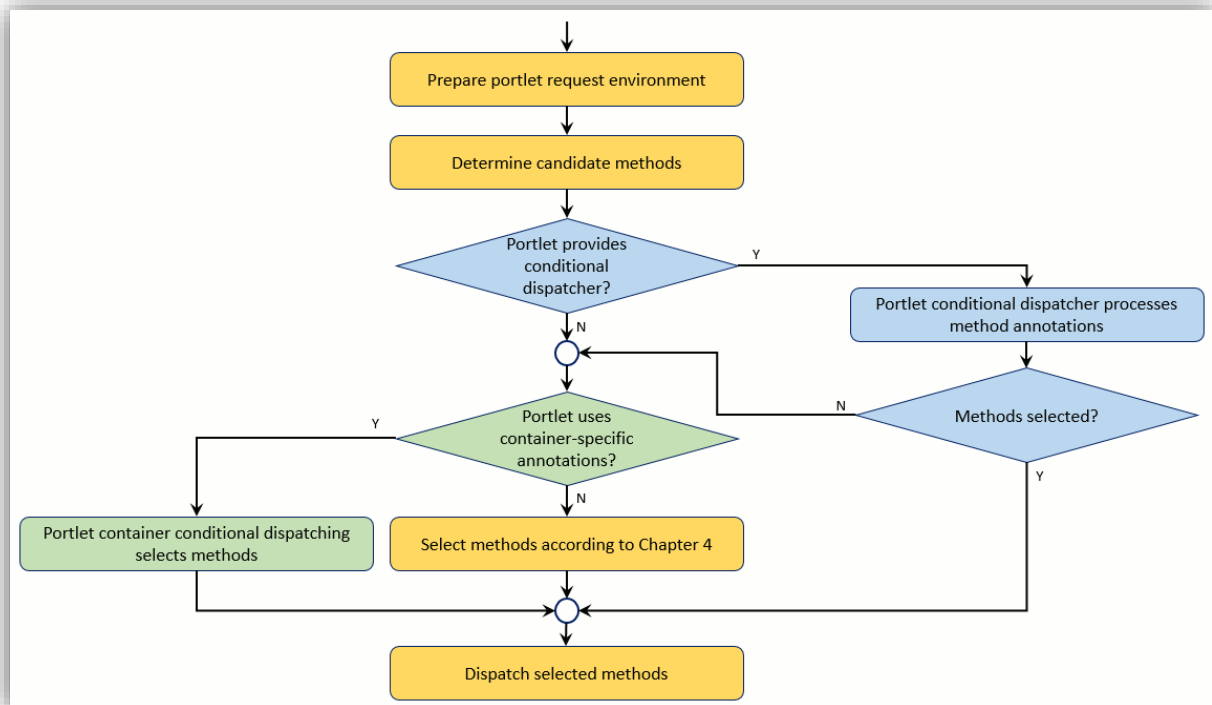 Prepare portlet request environment
Determine candidate methods
Portlet provides
conditional
dispatcher?
Y
Portlet conditional dispatcher processes
method annotations
N
Methods selected?
N
Y
Portlet uses
container-specific
annotations?
Y
N
Portlet container conditional dispatching
selects methods
Select methods according to Chapter 4
Dispatch selected methods